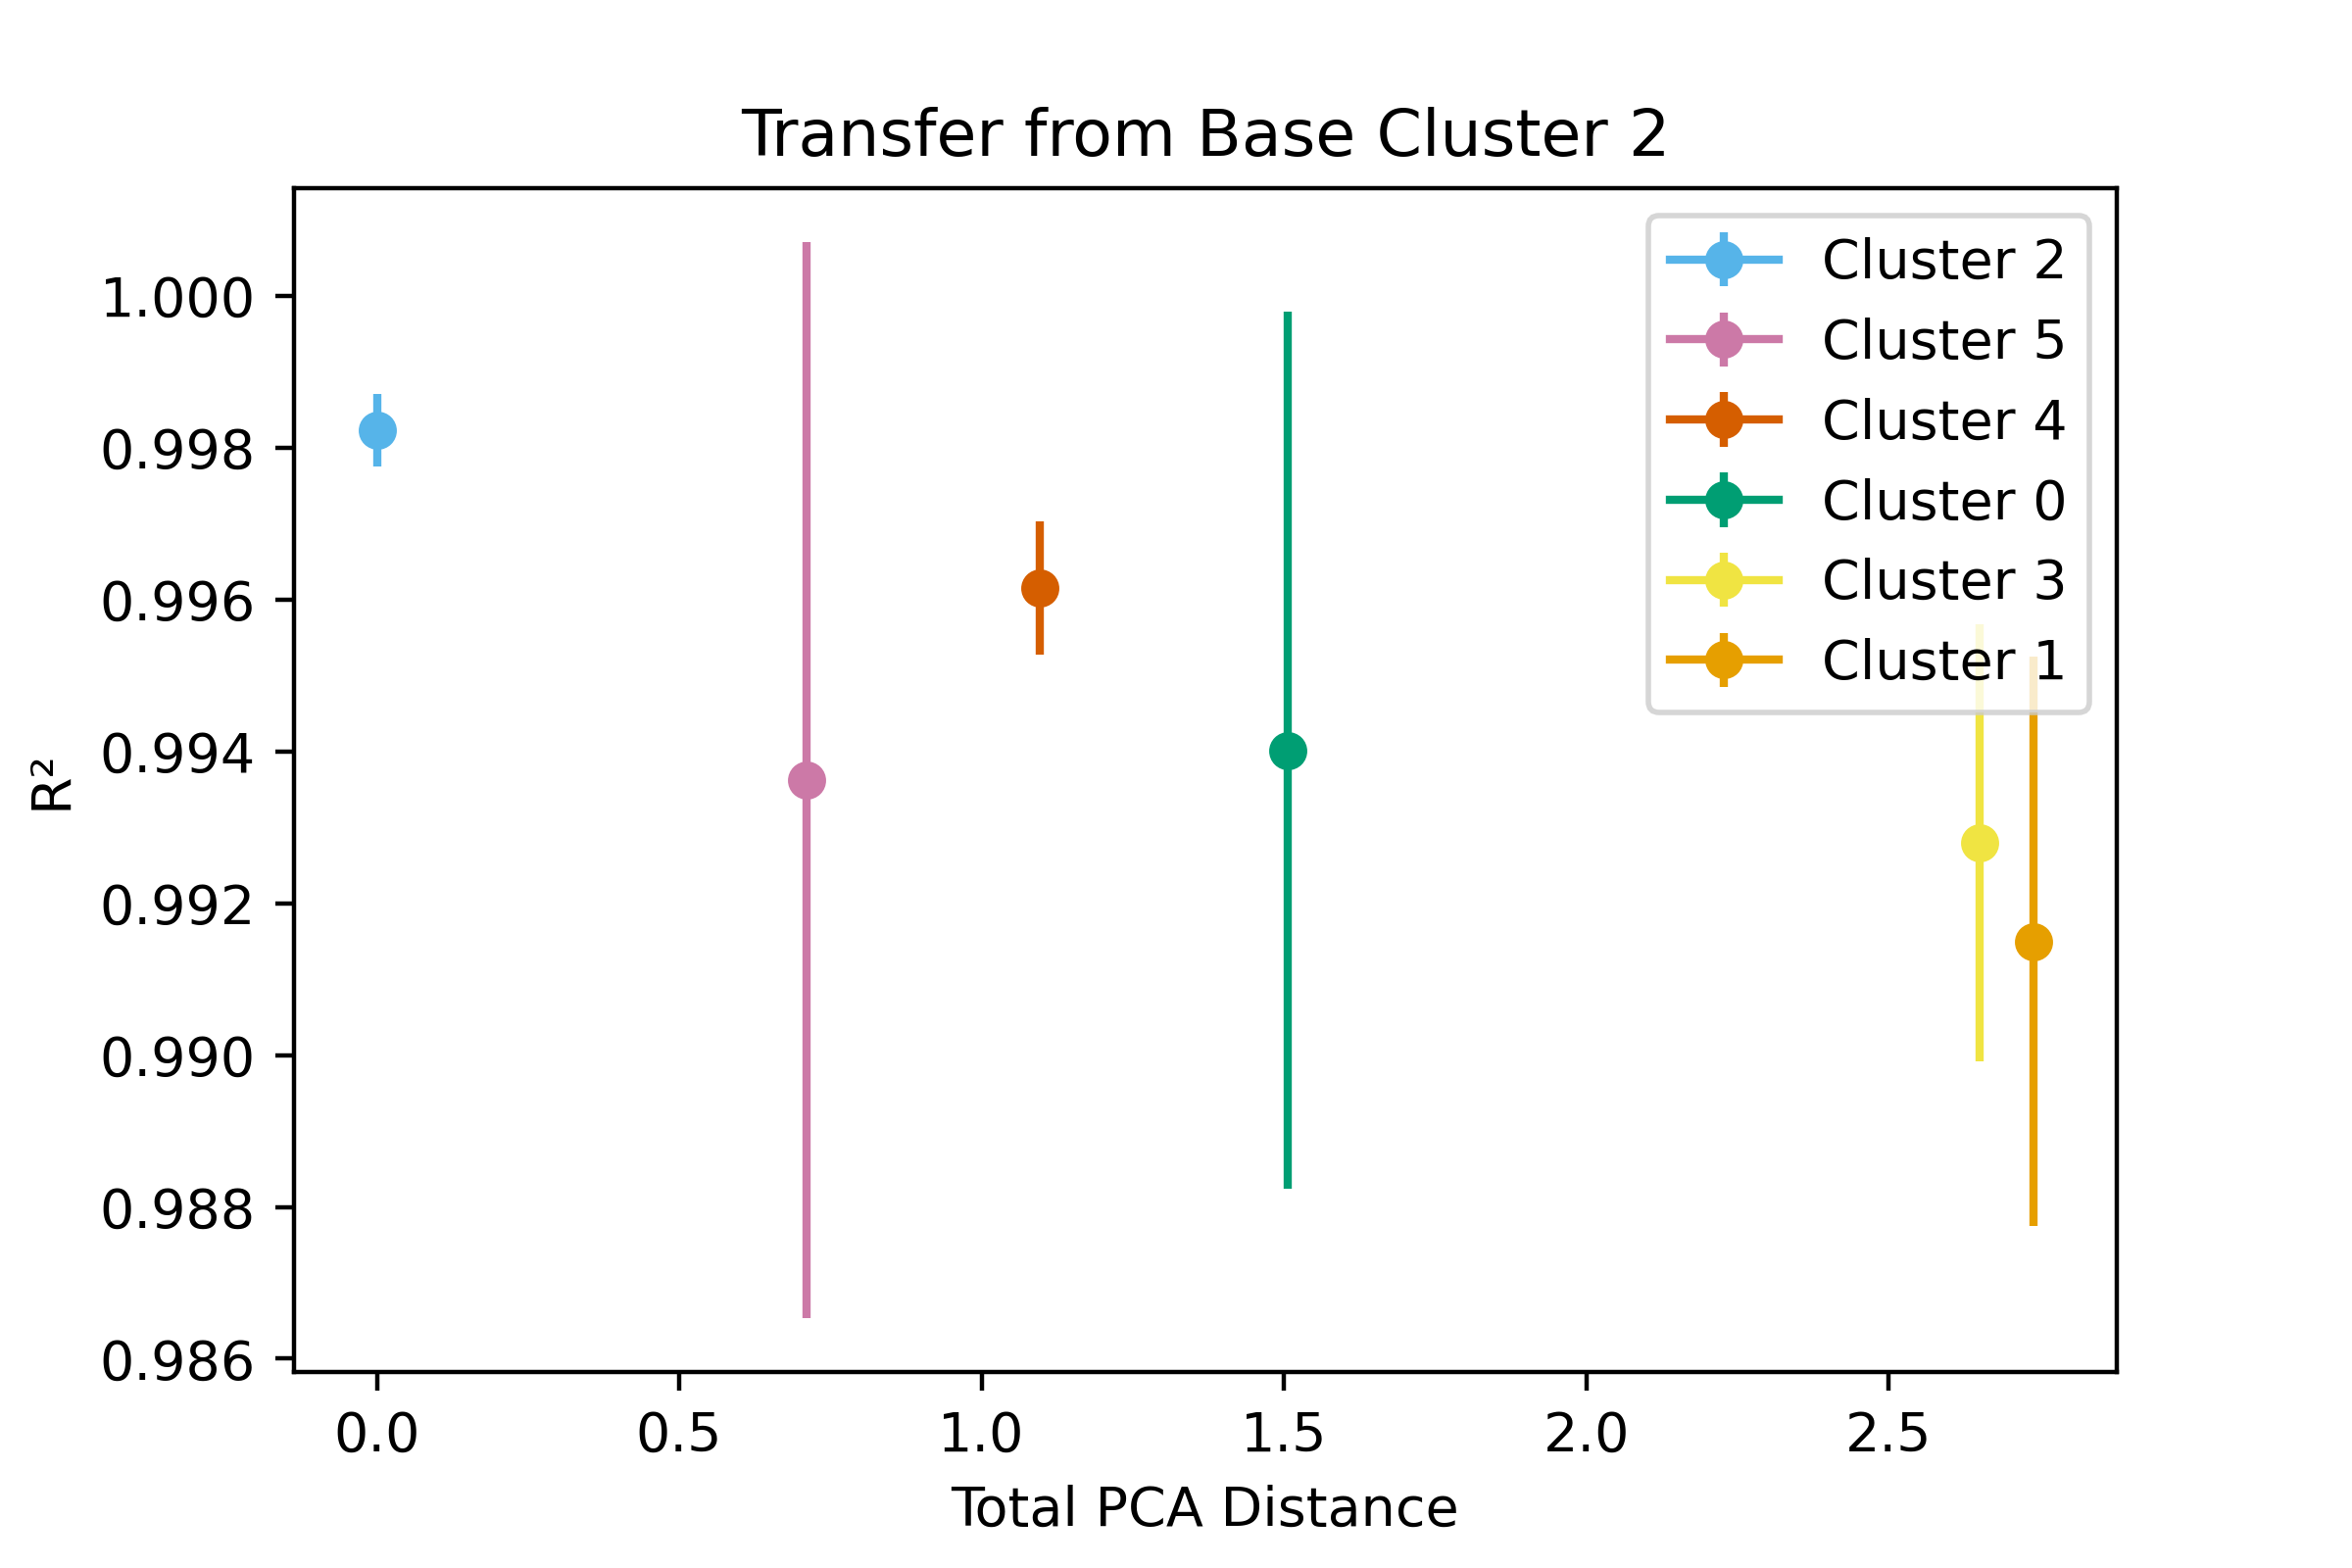 Transfer from Base Cluster 2
R²
1.000
0.998
0.996
0.994
0.992
0.990
0.988
0.986
Cluster 2
Cluster 5
Cluster 4
Cluster 0
Cluster 3
Cluster 1
0.0 0.5 1.0 1.5 2.0 2.5
Total PCA Distance